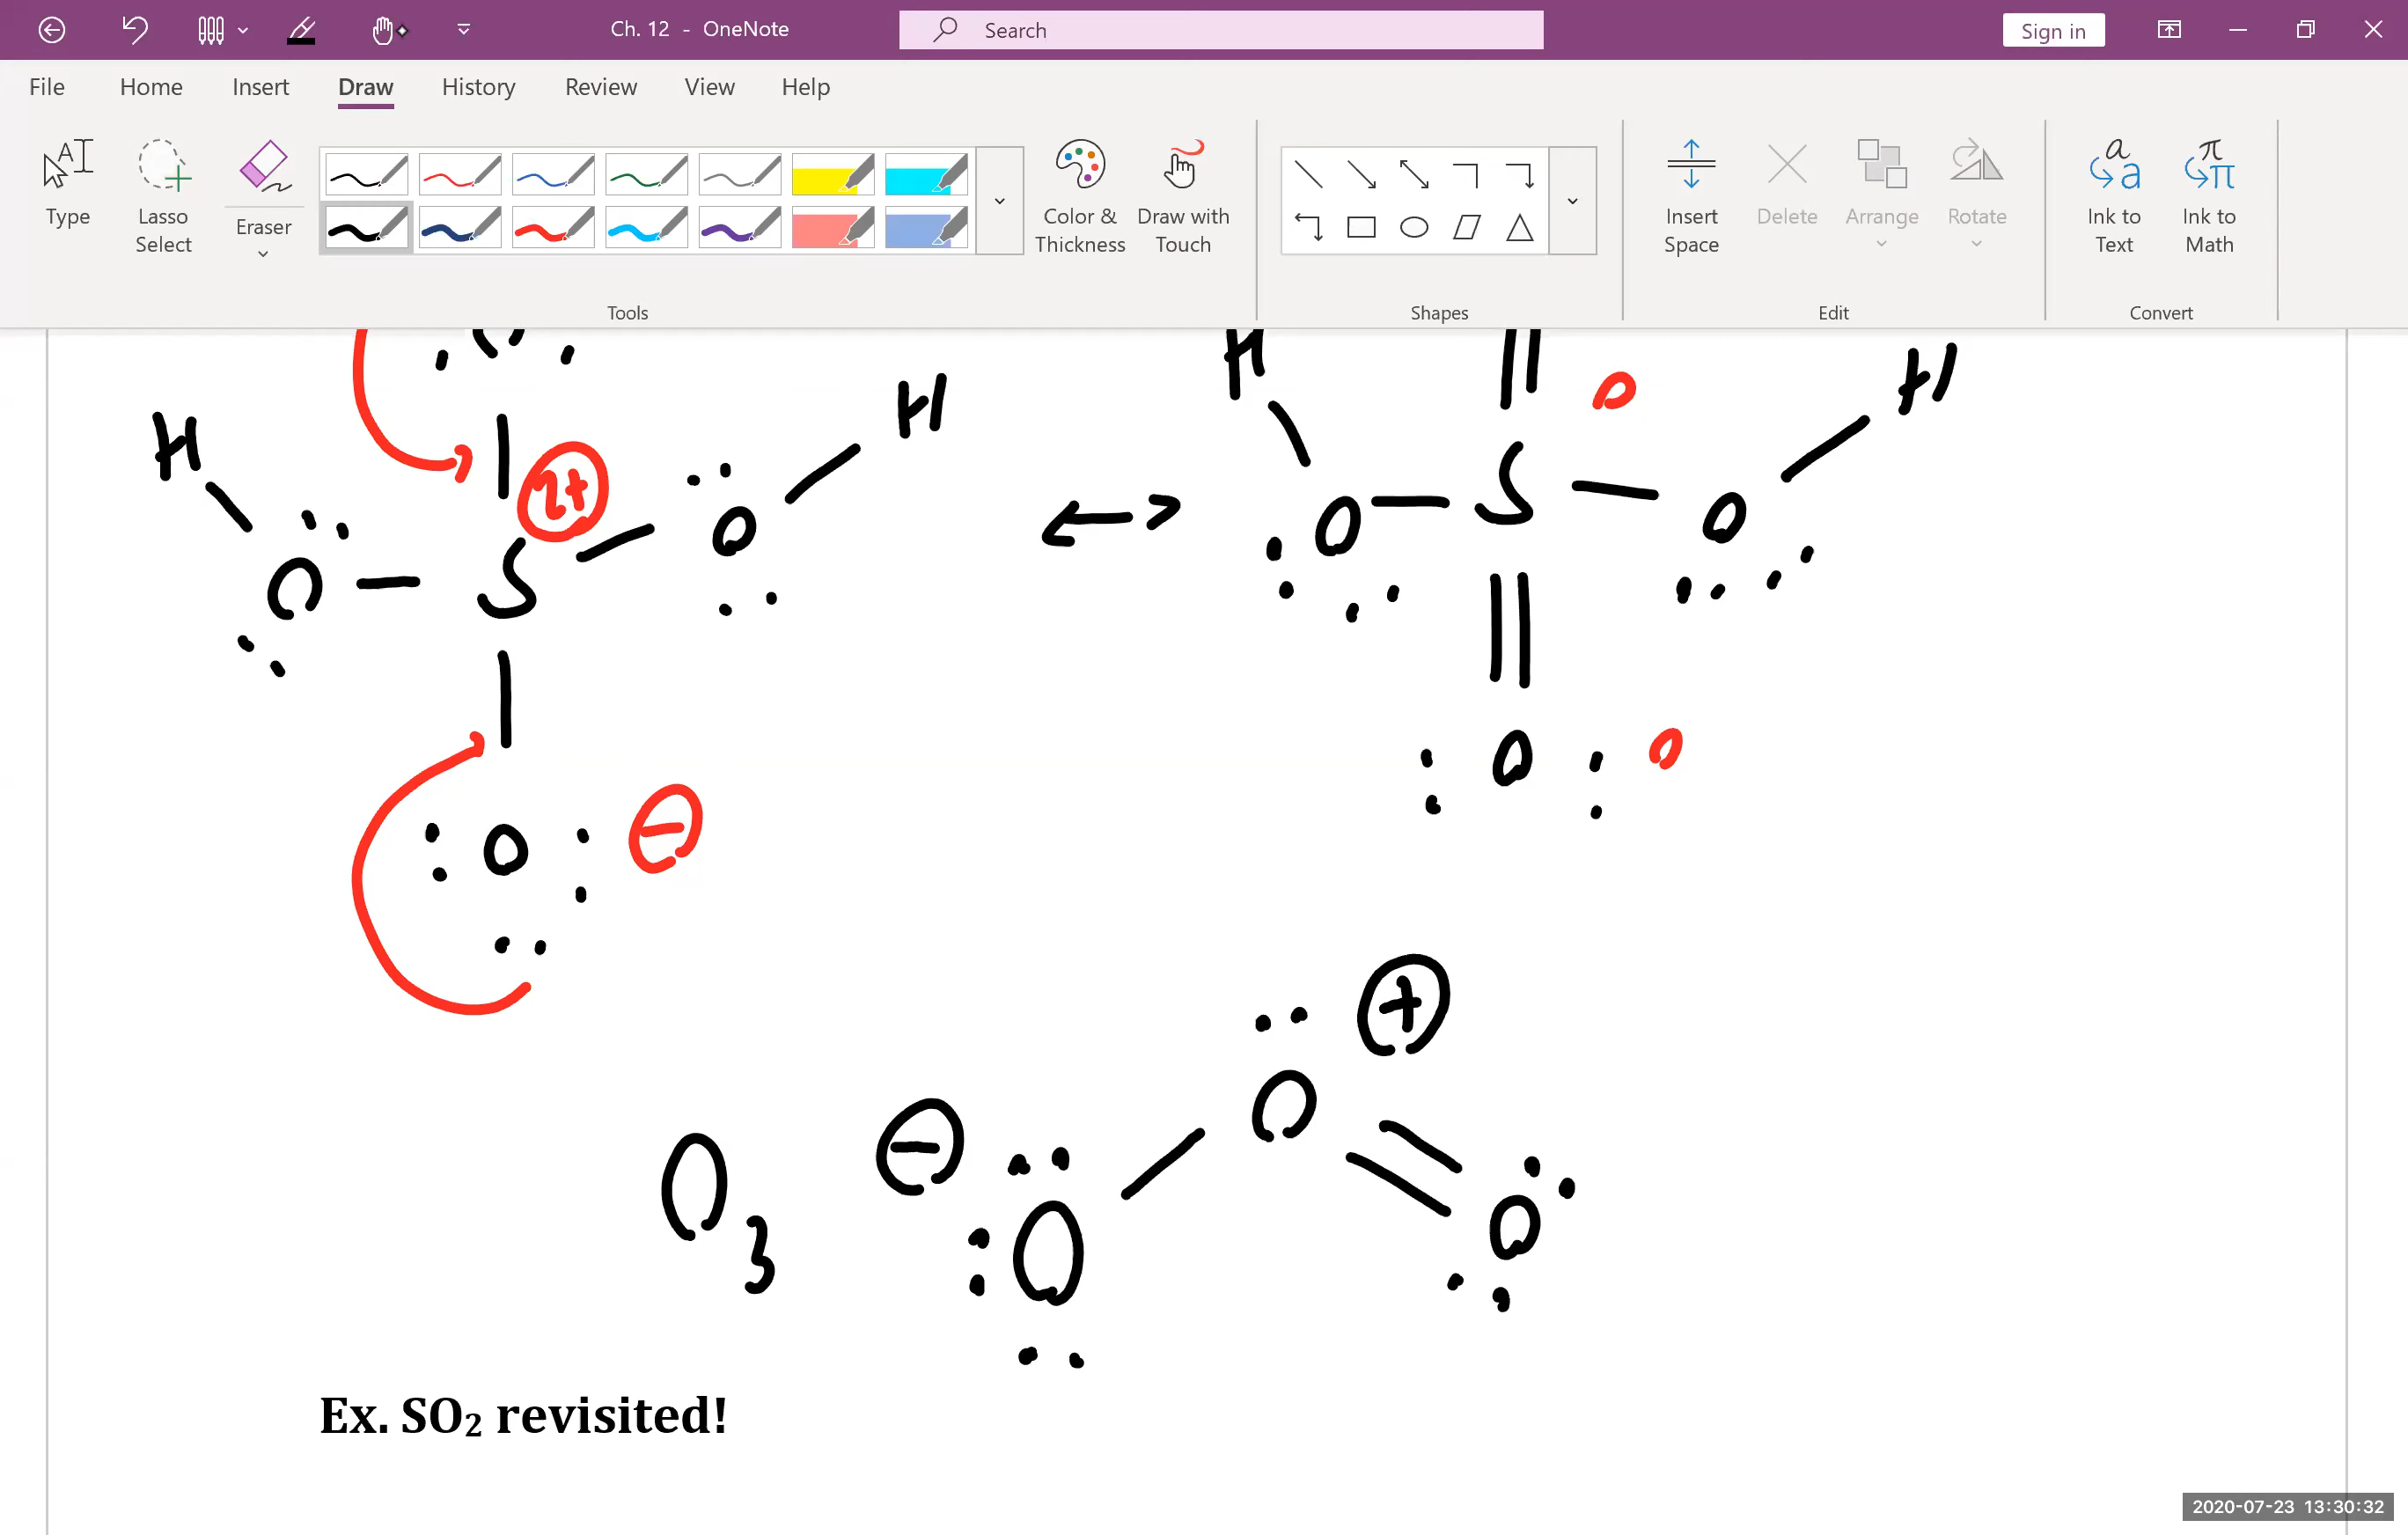 Ch. 12 - OneNote
Search
Sign in
File Home Insert Draw History Review View Help
Type
Lasso Select
Eraser
Color & Thickness
Draw with Touch
Insert Space
Delete
Arrange
Rotate
Ink to Text
Ink to Math
Tools
Shapes
Edit
Convert
O
H
H
2+
O
S
O
O
−
H
H
O
O
S
O
O
O
O3
−
O
O
+
O
Ex. SO₂ revisited!
2020-07-23 13:30:32